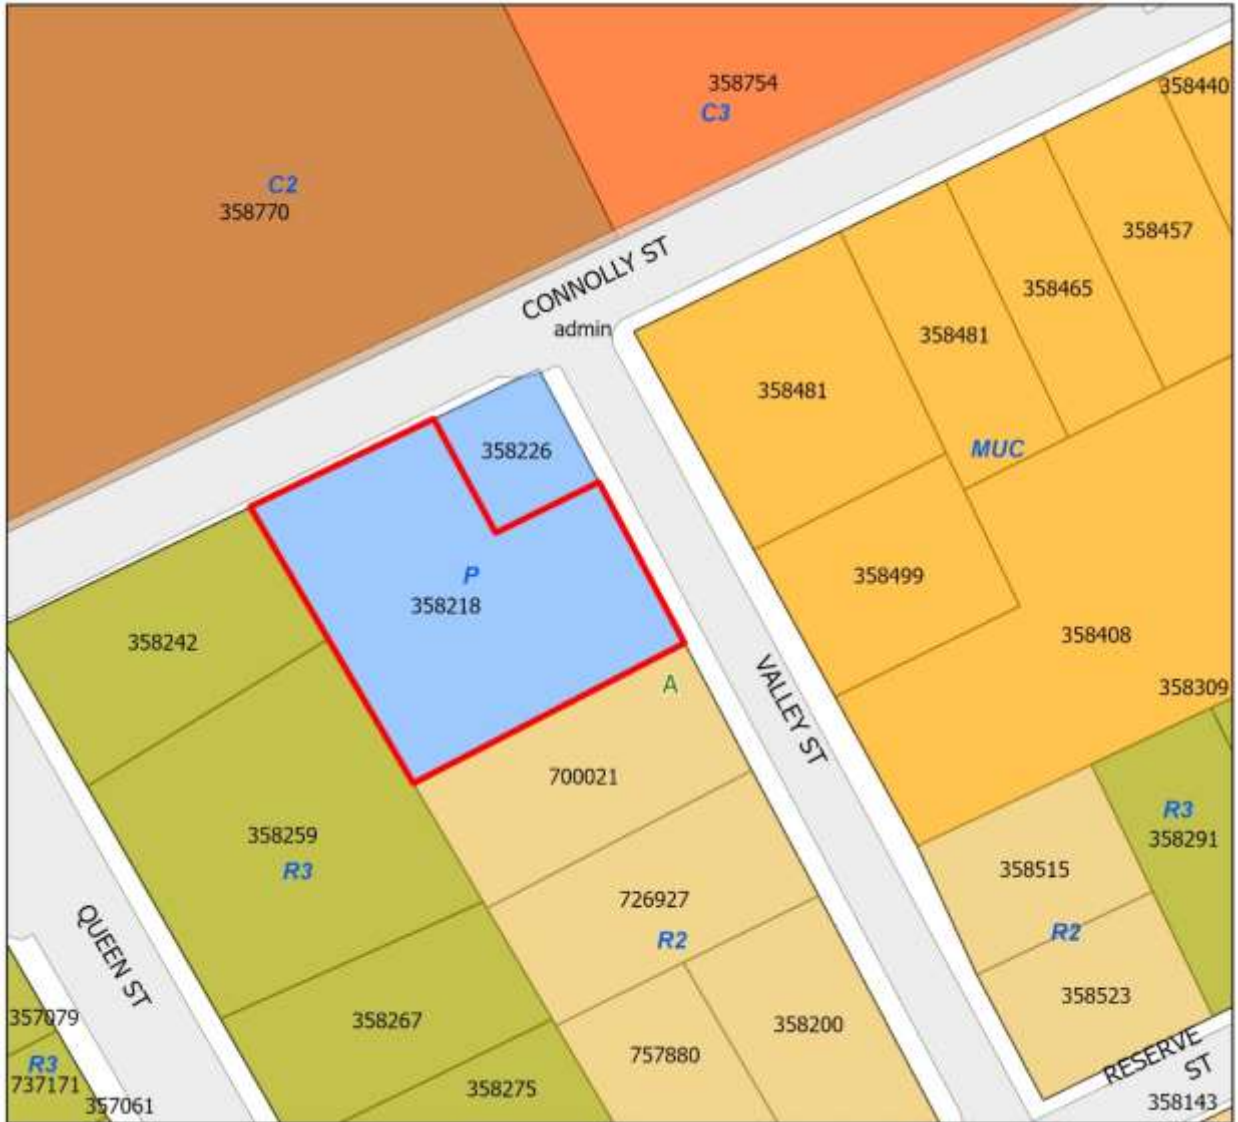 358754
C3
358440
C2
358770
358457
CONNOLLY ST
358465
admin
358481
358481
358226
MUC
P
358218
358499
358242
358408
A
VALLEY ST
358309
700021
R3
358291
358259
R3
358515
726927
R2
R2
QUEEN ST
358523
357079
358267
358200
R3
737171
757880
RESERVE
ST
358275
357061
358143